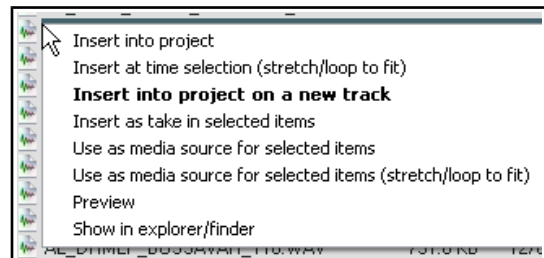 Insert into project
Insert at time selection (stretch/loop to fit)
Insert into project on a new track
Insert as take in selected items
Use as media source for selected items
Use as media source for selected items (stretch/loop to fit)
Preview
Show in explorer/finder